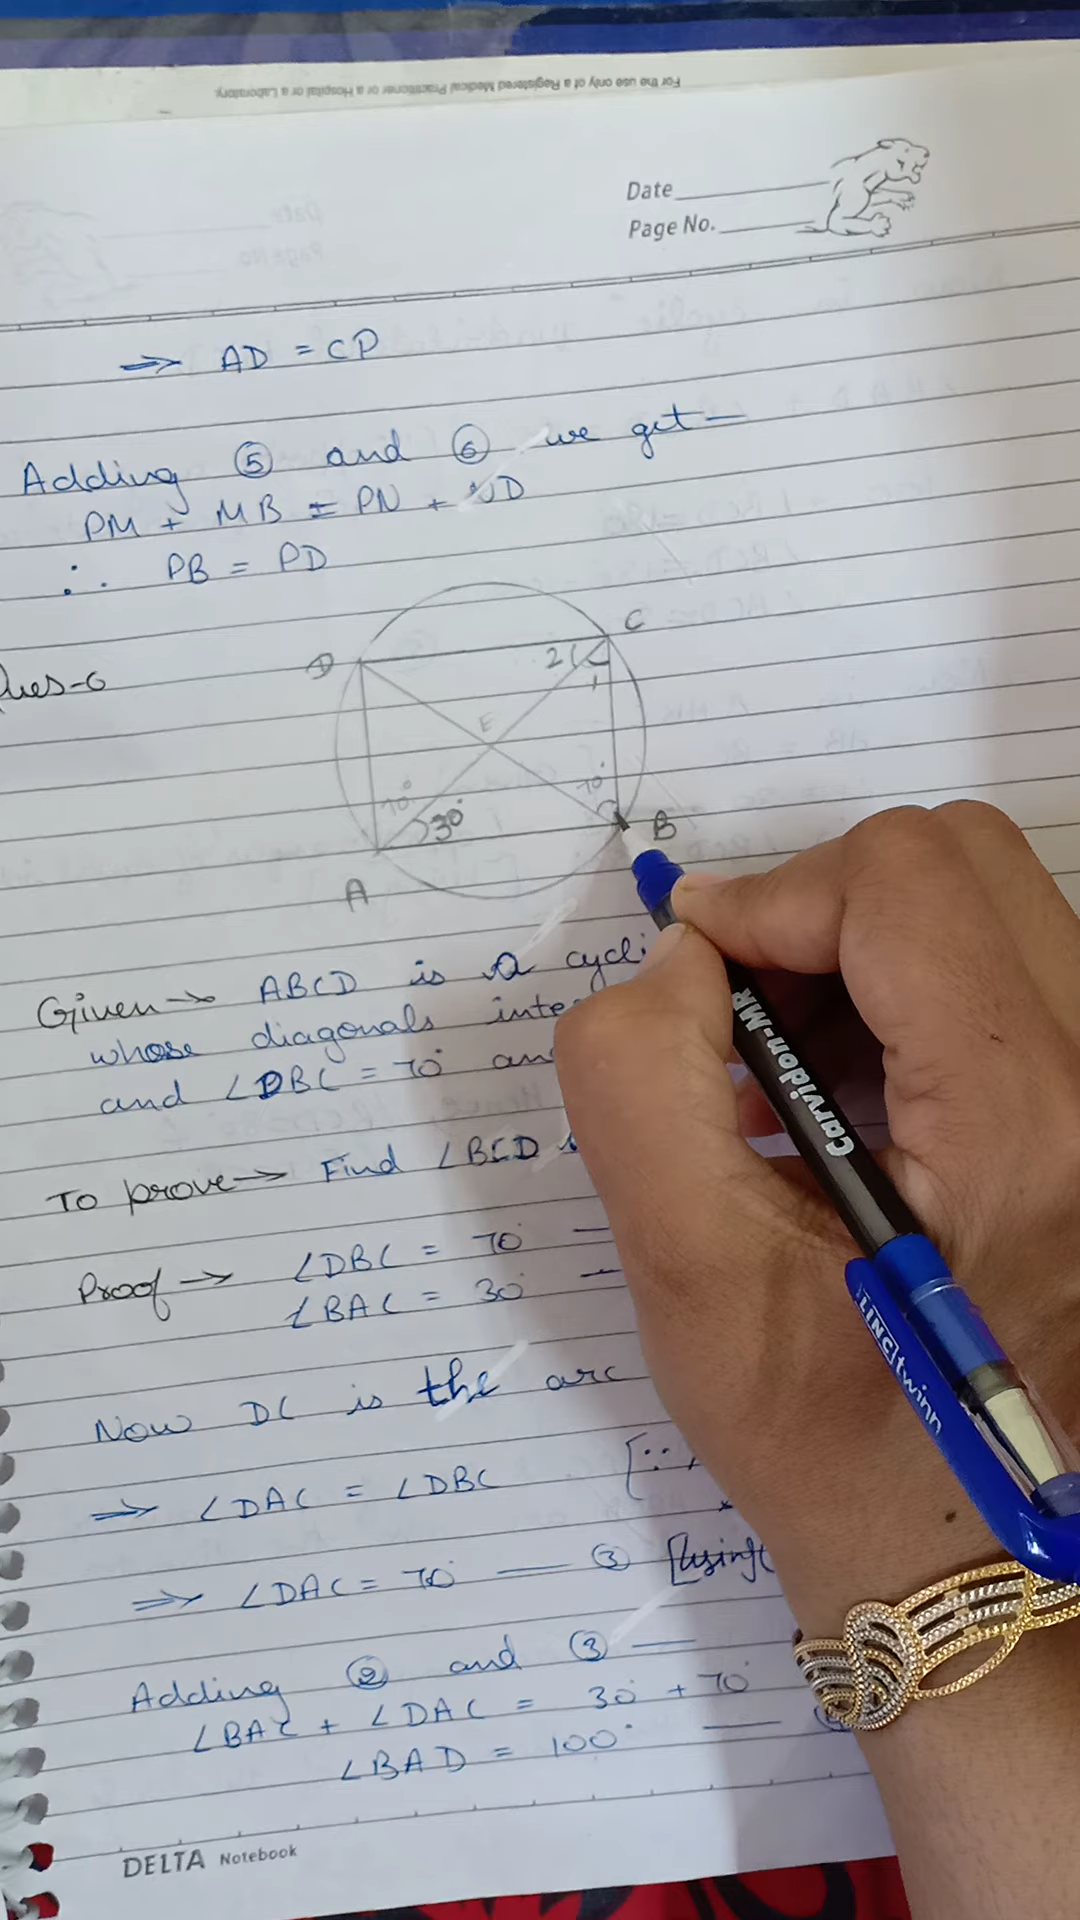 For the use only of a Registered Medical Practitioner or a Hospital or a Laboratory.
Date
Page No.
⇒ AD = CP
Adding ⑤ and ⑥ we get —
PM + MB = PN + ND
∴ PB = PD
Ques-6
D
C
2
1
E
70°
70°
30°
B
A
Given → ABCD is a cycli
whose diagonals inte
and ∠DBC = 70° and
To prove → Find ∠BCD
Proof → ∠DBC = 70° —
∠BAC = 30° —
Now DC is the arc
⇒ ∠DAC = ∠DBC [∵
⇒ ∠DAC = 70° — ③ [Using
Adding ② and ③ —
∠BAC + ∠DAC = 30° + 70°
∠BAD = 100° — ④
DELTA Notebook
Carvidon-MR
LINC twinn